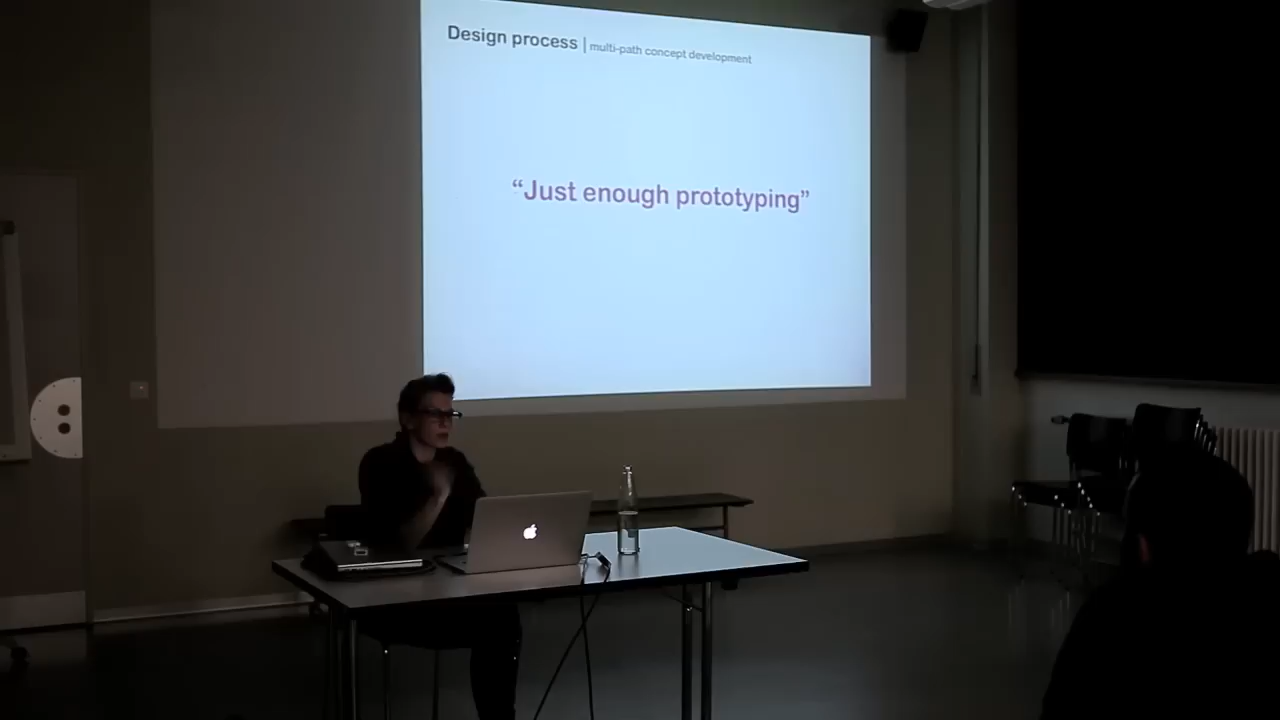 Design process | multi-path concept development
“Just enough prototyping”